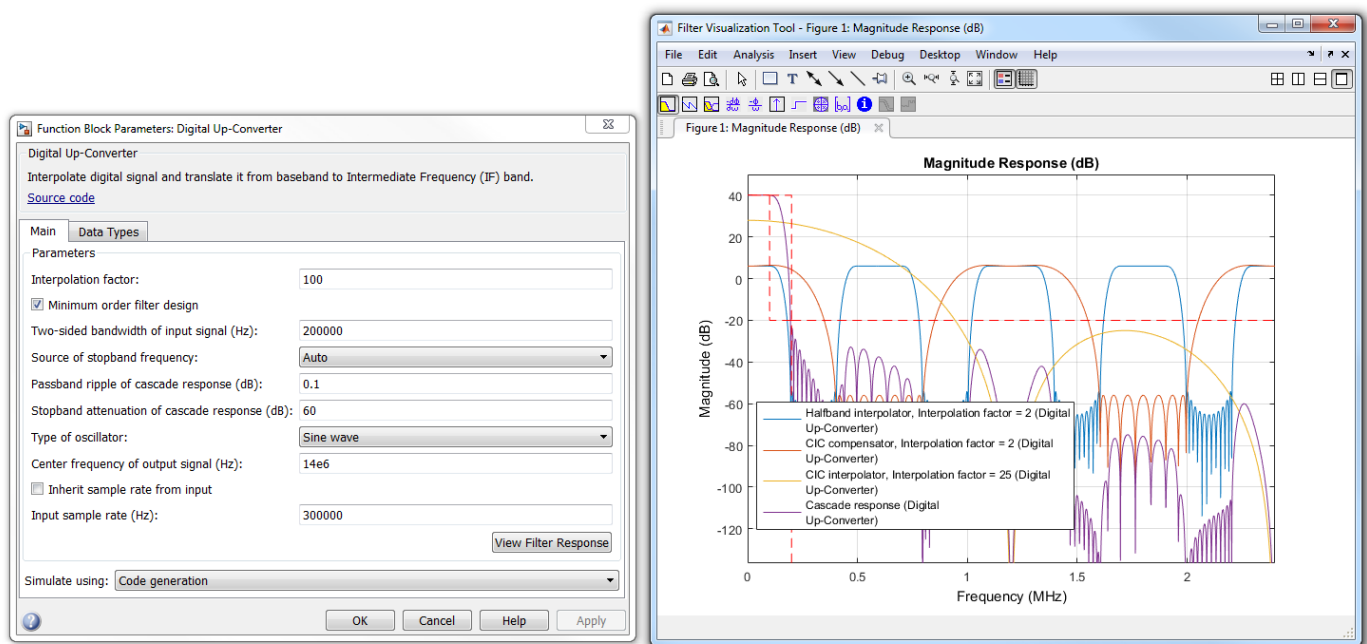 Function Block Parameters: Digital Up-Converter
Digital Up-Converter
Interpolate digital signal and translate it from baseband to Intermediate Frequency (IF) band.
Source code
Main
Data Types
Parameters
Interpolation factor:
100
Minimum order filter design
Two-sided bandwidth of input signal (Hz):
200000
Source of stopband frequency:
Auto
Passband ripple of cascade response (dB):
0.1
Stopband attenuation of cascade response (dB):
60
Type of oscillator:
Sine wave
Center frequency of output signal (Hz):
14e6
Inherit sample rate from input
Input sample rate (Hz):
300000
View Filter Response
Simulate using:
Code generation
OK
Cancel
Help
Apply
Filter Visualization Tool - Figure 1: Magnitude Response (dB)
File Edit Analysis Insert View Debug Desktop Window Help
Figure 1: Magnitude Response (dB)
Magnitude Response (dB)
40
20
0
-20
-40
-60
-80
-100
-120
Magnitude (dB)
Halfband interpolator, Interpolation factor = 2 (Digital
Up-Converter)
CIC compensator, Interpolation factor = 2 (Digital
Up-Converter)
CIC interpolator, Interpolation factor = 25 (Digital
Up-Converter)
Cascade response (Digital
Up-Converter)
0 0.5 1 1.5 2
Frequency (MHz)